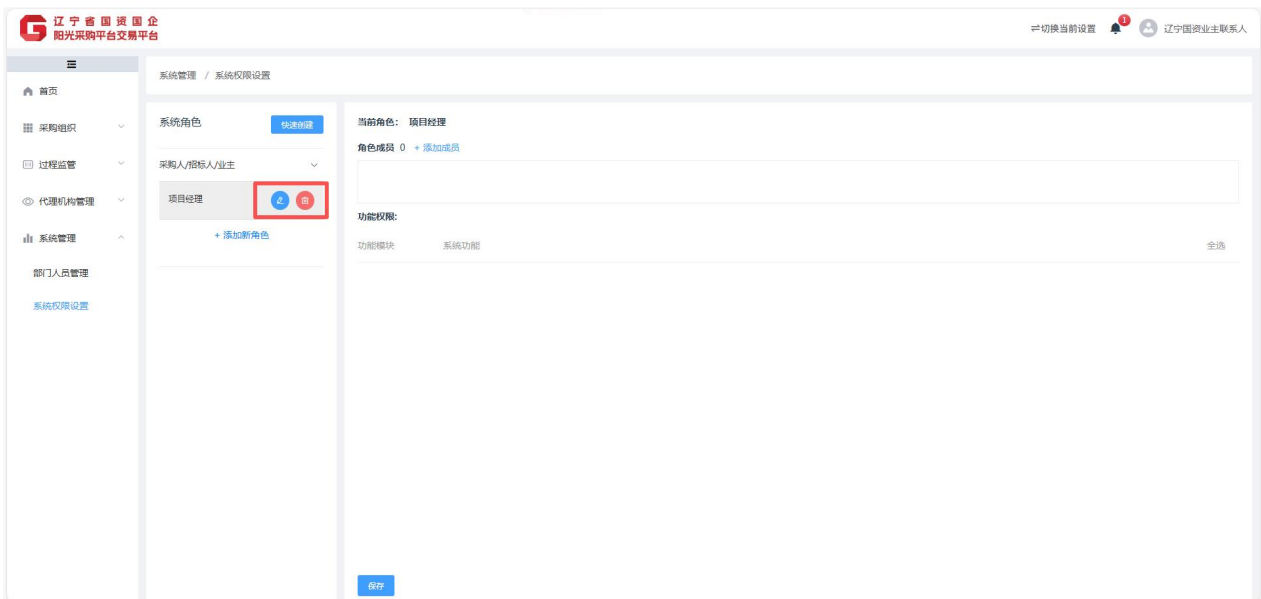 辽宁省国资国企
阳光采购平台交易平台
⇌切换当前设置
1
辽宁国资业主联系人
首页
采购组织
过程监管
代理机构管理
系统管理
部门人员管理
系统权限设置
系统管理 / 系统权限设置
系统角色
快速创建
采购人/招标人/业主
项目经理
+ 添加新角色
当前角色： 项目经理
角色成员 0 + 添加成员
功能权限:
功能模块 系统功能 全选
保存